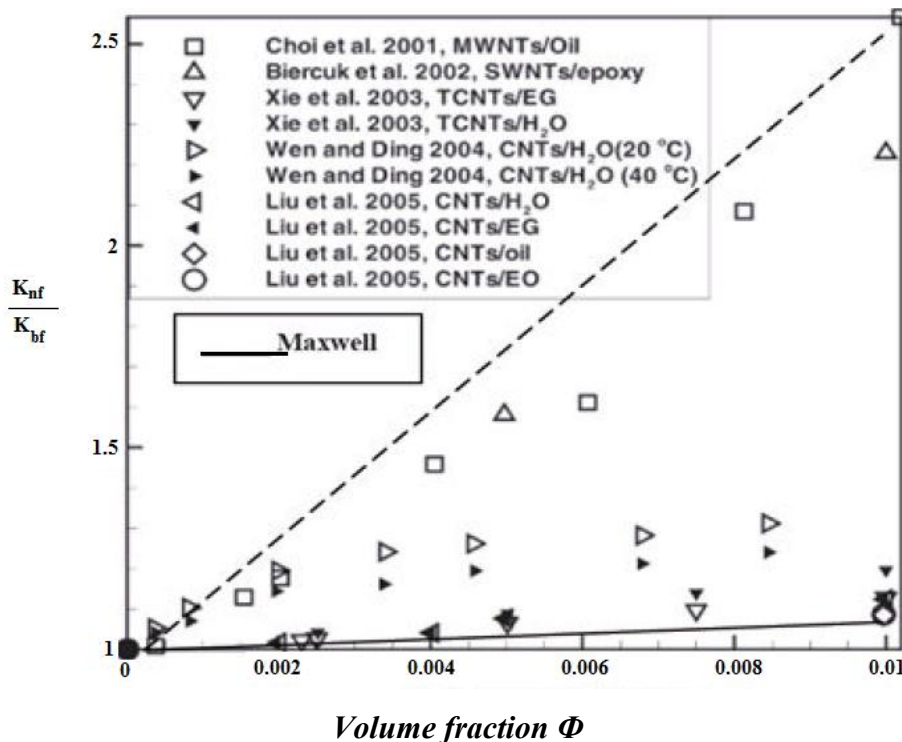 2.5
2
1.5
1
K_nf
K_bf
Choi et al. 2001, MWNTs/Oil
Biercuk et al. 2002, SWNTs/epoxy
Xie et al. 2003, TCNTs/EG
Xie et al. 2003, TCNTs/H₂O
Wen and Ding 2004, CNTs/H₂O(20 °C)
Wen and Ding 2004, CNTs/H₂O (40 °C)
Liu et al. 2005, CNTs/H₂O
Liu et al. 2005, CNTs/EG
Liu et al. 2005, CNTs/oil
Liu et al. 2005, CNTs/EO
Maxwell
0 0.002 0.004 0.006 0.008 0.01
Volume fraction Φ